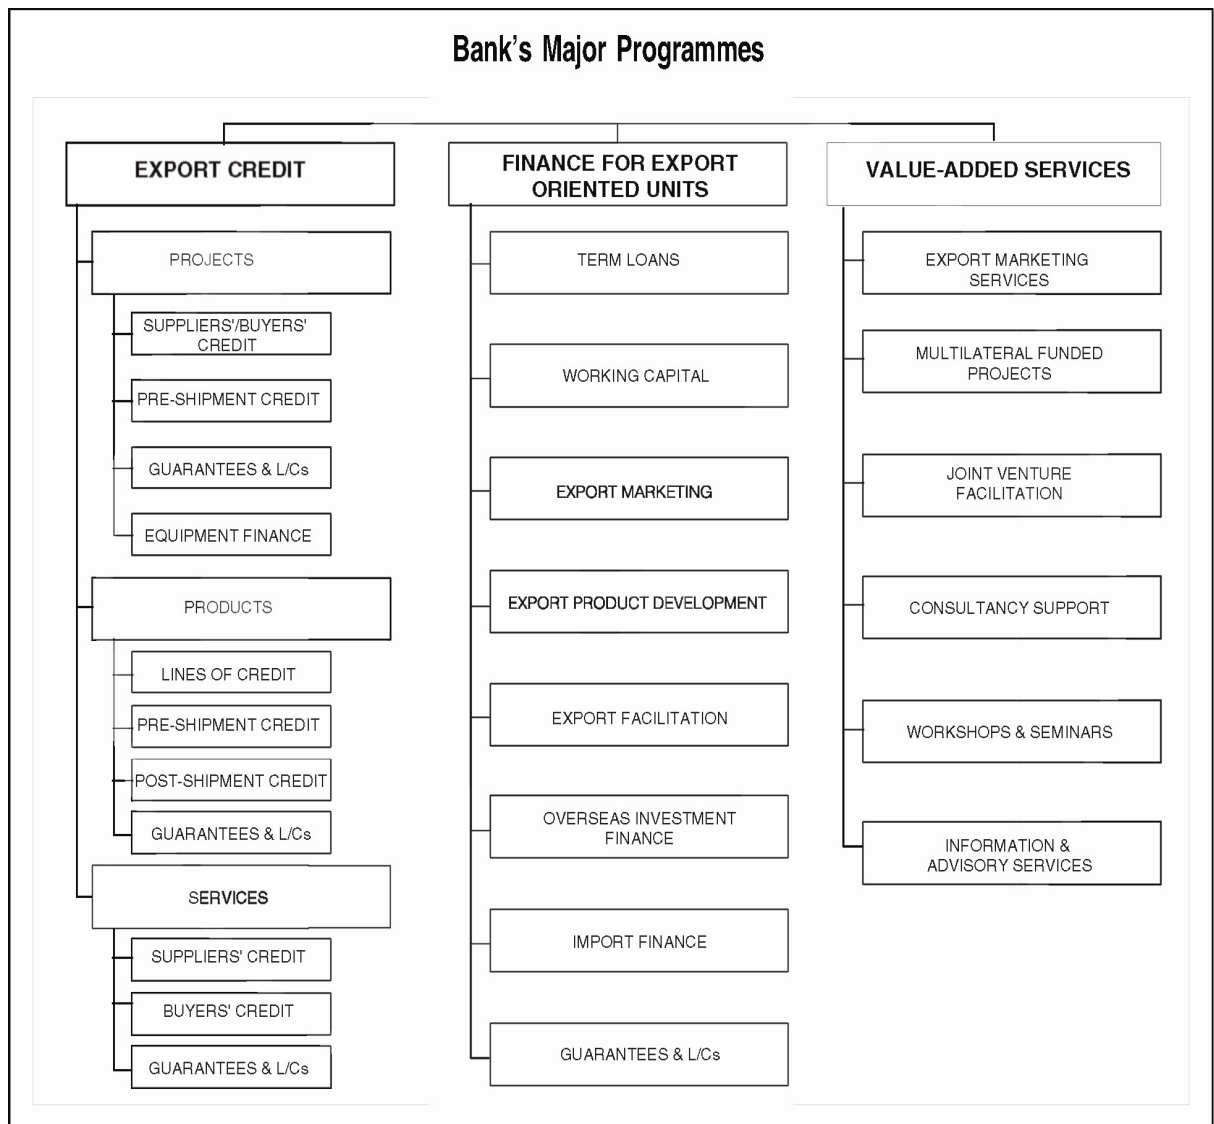 Bank's Major Programmes
EXPORT CREDIT
PROJECTS
SUPPLIERS'/BUYERS'
CREDIT
PRE-SHIPMENT CREDIT
GUARANTEES & L/Cs
EQUIPMENT FINANCE
PRODUCTS
LINES OF CREDIT
PRE-SHIPMENT CREDIT
POST-SHIPMENT CREDIT
GUARANTEES & L/Cs
SERVICES
SUPPLIERS' CREDIT
BUYERS' CREDIT
GUARANTEES & L/Cs
FINANCE FOR EXPORT
ORIENTED UNITS
TERM LOANS
WORKING CAPITAL
EXPORT MARKETING
EXPORT PRODUCT DEVELOPMENT
EXPORT FACILITATION
OVERSEAS INVESTMENT
FINANCE
IMPORT FINANCE
GUARANTEES & L/Cs
VALUE-ADDED SERVICES
EXPORT MARKETING
SERVICES
MULTILATERAL FUNDED
PROJECTS
JOINT VENTURE
FACILITATION
CONSULTANCY SUPPORT
WORKSHOPS & SEMINARS
INFORMATION &
ADVISORY SERVICES